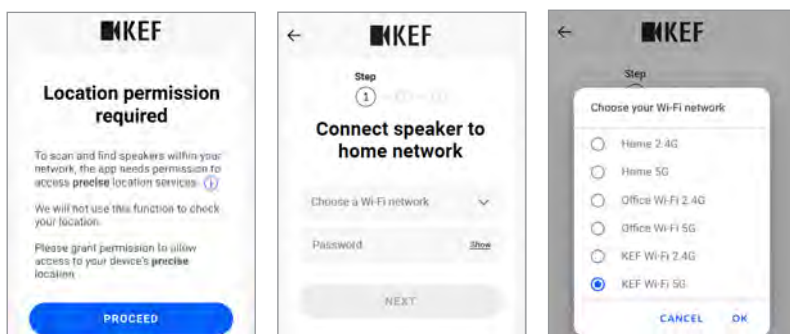 KEF
Location permission
required
To scan and find speakers within your
network, the app needs permission to
access precise location services.
We will not use this function to check
your location.
Please grant permission to allow
access to your device's precise
location
PROCEED
KEF
Step
1
Connect speaker to
home network
Choose a Wi-Fi network
Password
Show
NEXT
KEF
Step
Choose your Wi-Fi network
Home 2.4G
Home 5G
Office Wi-Fi 2.4G
Office Wi-Fi 5G
KEF Wi-Fi 2.4G
KEF Wi-Fi 5G
CANCEL OK